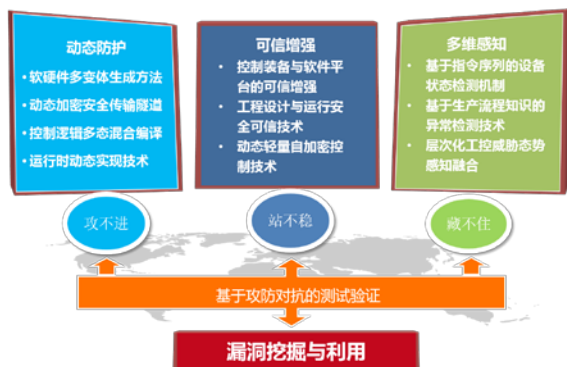 动态防护
•软硬件多变体生成方法
•动态加密安全传输隧道
•控制逻辑多态混合编译
•运行时动态实现技术
可信增强
• 控制装备与软件平
台的可信增强
• 工程设计与运行安
全可信技术
• 动态轻量自加密控
制技术
多维感知
• 基于指令序列的设备
状态检测机制
• 基于生产流程知识的
异常检测技术
• 层次化工控威胁态势
感知融合
攻不进
站不稳
藏不住
基于攻防对抗的测试验证
漏洞挖掘与利用